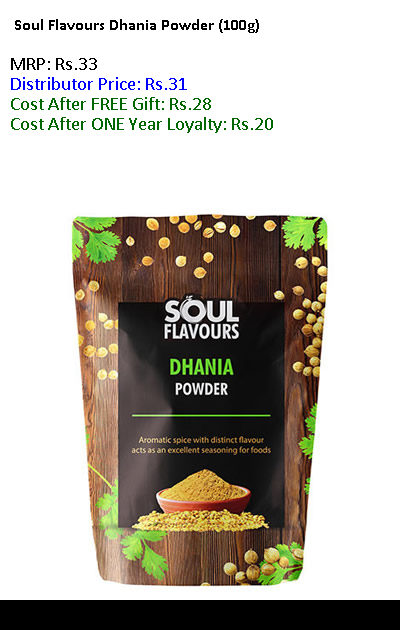 Soul Flavours Dhania Powder (100g)
MRP: Rs.33
Distributor Price: Rs.31
Cost After FREE Gift: Rs.28
Cost After ONE Year Loyalty: Rs.20
SOUL
FLAVOURS
DHANIA
POWDER
Aromatic spice with distinct flavour
acts as an excellent seasoning for foods